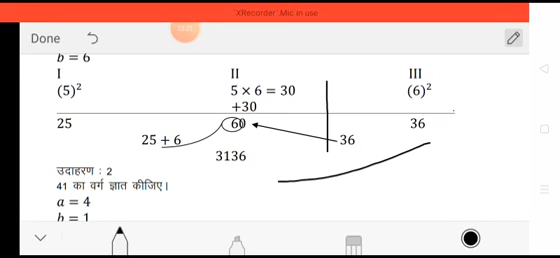 'XRecorder' Mic in use
Done
b = 6
I II III
(5)² 5 × 6 = 30 (6)²
+30
25 60 36
25 + 6 36
3136
उदाहरण : 2
41 का वर्ग ज्ञात कीजिए।
a = 4
b = 1